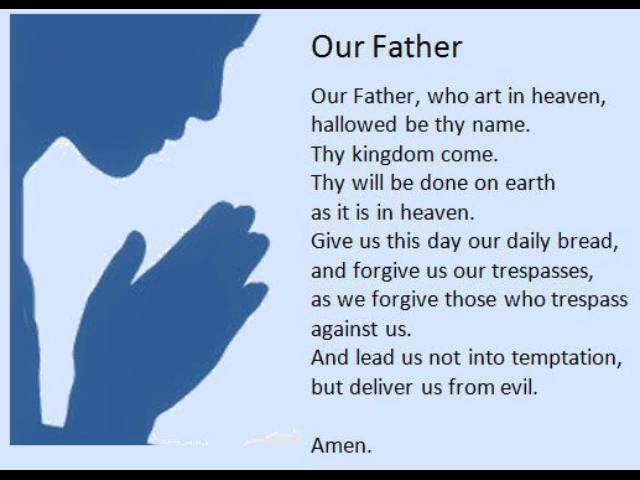 Our Father
Our Father, who art in heaven,
hallowed be thy name.
Thy kingdom come.
Thy will be done on earth
as it is in heaven.
Give us this day our daily bread,
and forgive us our trespasses,
as we forgive those who trespass
against us.
And lead us not into temptation,
but deliver us from evil.
Amen.